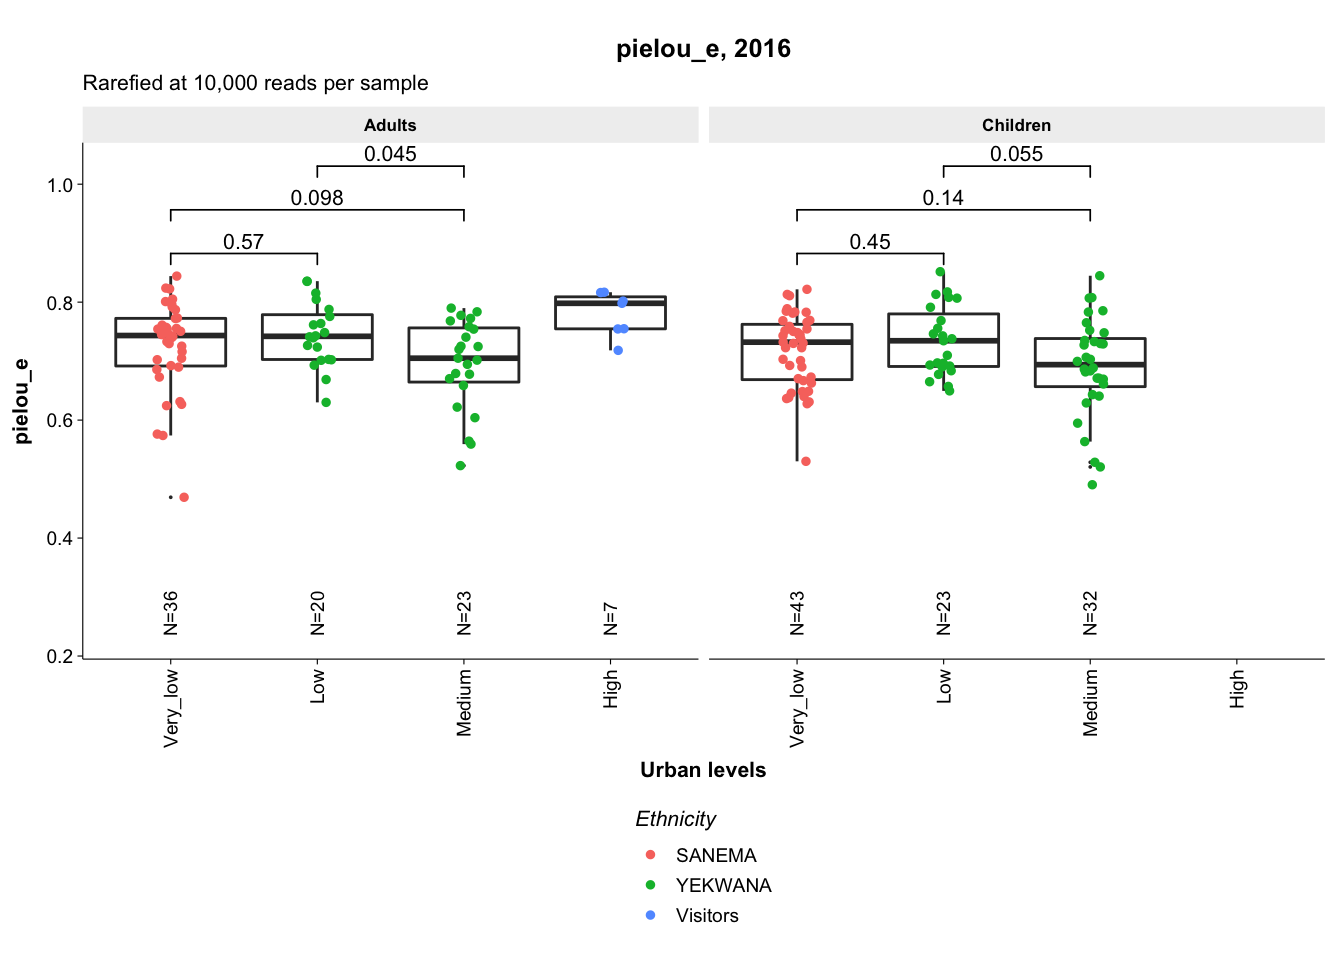 pielou_e, 2016
Rarefied at 10,000 reads per sample
Adults
Children
0.045
0.098
0.57
0.055
0.14
0.45
1.0
0.8
0.6
0.4
0.2
pielou_e
N=36
N=20
N=23
N=7
N=43
N=23
N=32
Very_low
Low
Medium
High
Very_low
Low
Medium
High
Urban levels
Ethnicity
SANEMA
YEKWANA
Visitors